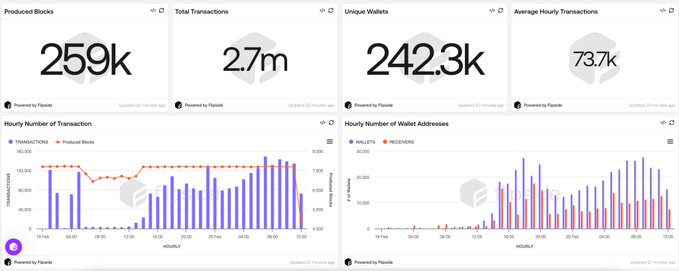 Produced Blocks
259k
Powered by Flipside
Updated 20 minutes ago
Total Transactions
2.7m
Powered by Flipside
Updated 20 minutes ago
Unique Wallets
242.3k
Powered by Flipside
Updated 20 minutes ago
Average Hourly Transactions
73.7k
Powered by Flipside
Updated 20 minutes ago
Hourly Number of Transaction
TRANSACTIONS
Produced Blocks
TRANSACTIONS
160,000
120,000
80,000
40,000
0
8,000
7,000
6,000
5,000
4,000
Produced Blocks
flipside
19 Feb
04:00
08:00
12:00
16:00
20:00
20 Feb
04:00
08:00
12:00
HOURLY
Powered by Flipside
Updated 21 minutes ago
Hourly Number of Wallet Addresses
WALLETS
RECEIVERS
# of Wallets
30,000
20,000
10,000
0
flipside
19 Feb
04:00
08:00
12:00
16:00
20:00
20 Feb
04:00
08:00
12:00
HOURLY
Powered by Flipside
Updated 21 minutes ago